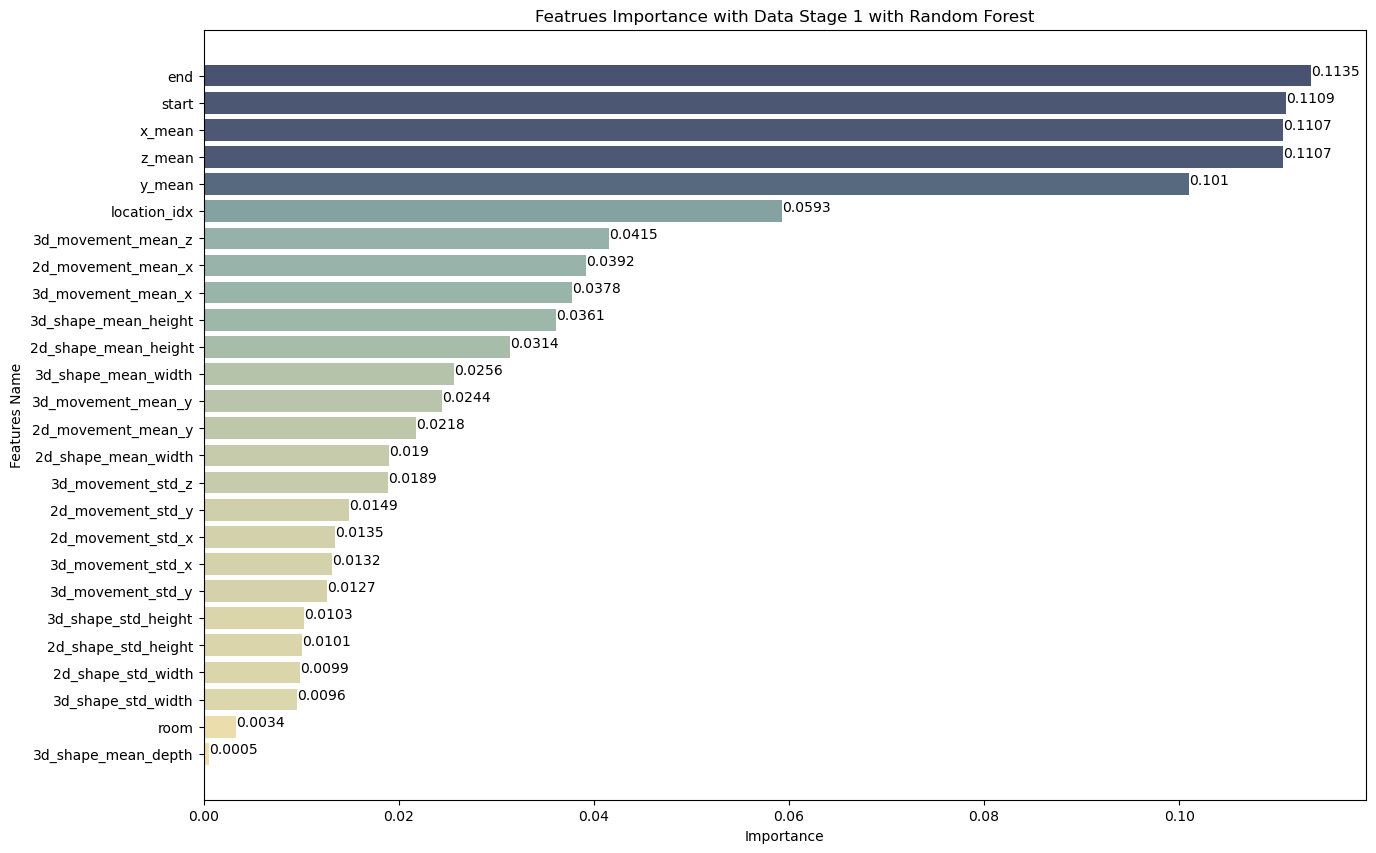 Featrues Importance with Data Stage 1 with Random Forest
Features Name
end 0.1135
start 0.1109
x_mean 0.1107
z_mean 0.1107
y_mean 0.101
location_idx 0.0593
3d_movement_mean_z 0.0415
2d_movement_mean_x 0.0392
3d_movement_mean_x 0.0378
3d_shape_mean_height 0.0361
2d_shape_mean_height 0.0314
3d_shape_mean_width 0.0256
3d_movement_mean_y 0.0244
2d_movement_mean_y 0.0218
2d_shape_mean_width 0.019
3d_movement_std_z 0.0189
2d_movement_std_y 0.0149
2d_movement_std_x 0.0135
3d_movement_std_x 0.0132
3d_movement_std_y 0.0127
3d_shape_std_height 0.0103
2d_shape_std_height 0.0101
2d_shape_std_width 0.0099
3d_shape_std_width 0.0096
room 0.0034
3d_shape_mean_depth 0.0005
0.00 0.02 0.04 0.06 0.08 0.10
Importance